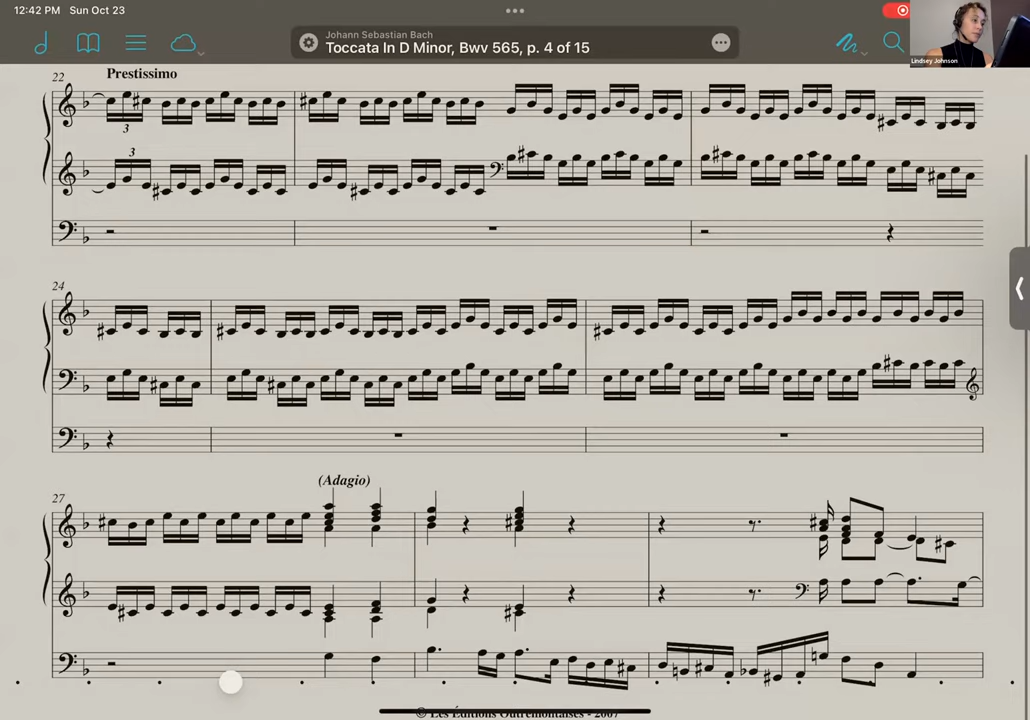 12:42 PM Sun Oct 23
Johann Sebastian Bach
Toccata In D Minor, Bwv 565, p. 4 of 15
Lindsey Johnson
22
Prestissimo
3
3
24
27
(Adagio)
© Les Éditions Outremontaises - 2007